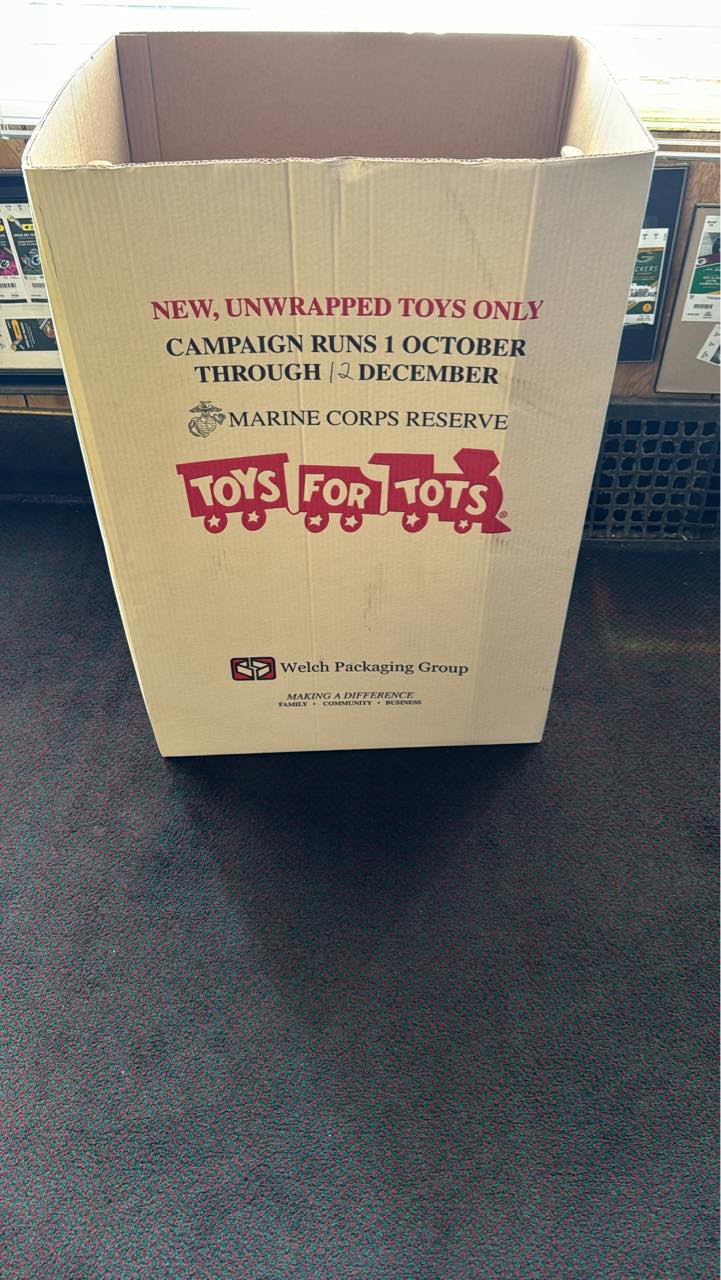 NEW, UNWRAPPED TOYS ONLY
CAMPAIGN RUNS 1 OCTOBER
THROUGH 12 DECEMBER
MARINE CORPS RESERVE
TOYS FOR TOTS®
Welch Packaging Group
MAKING A DIFFERENCE
FAMILY • COMMUNITY • BUSINESS